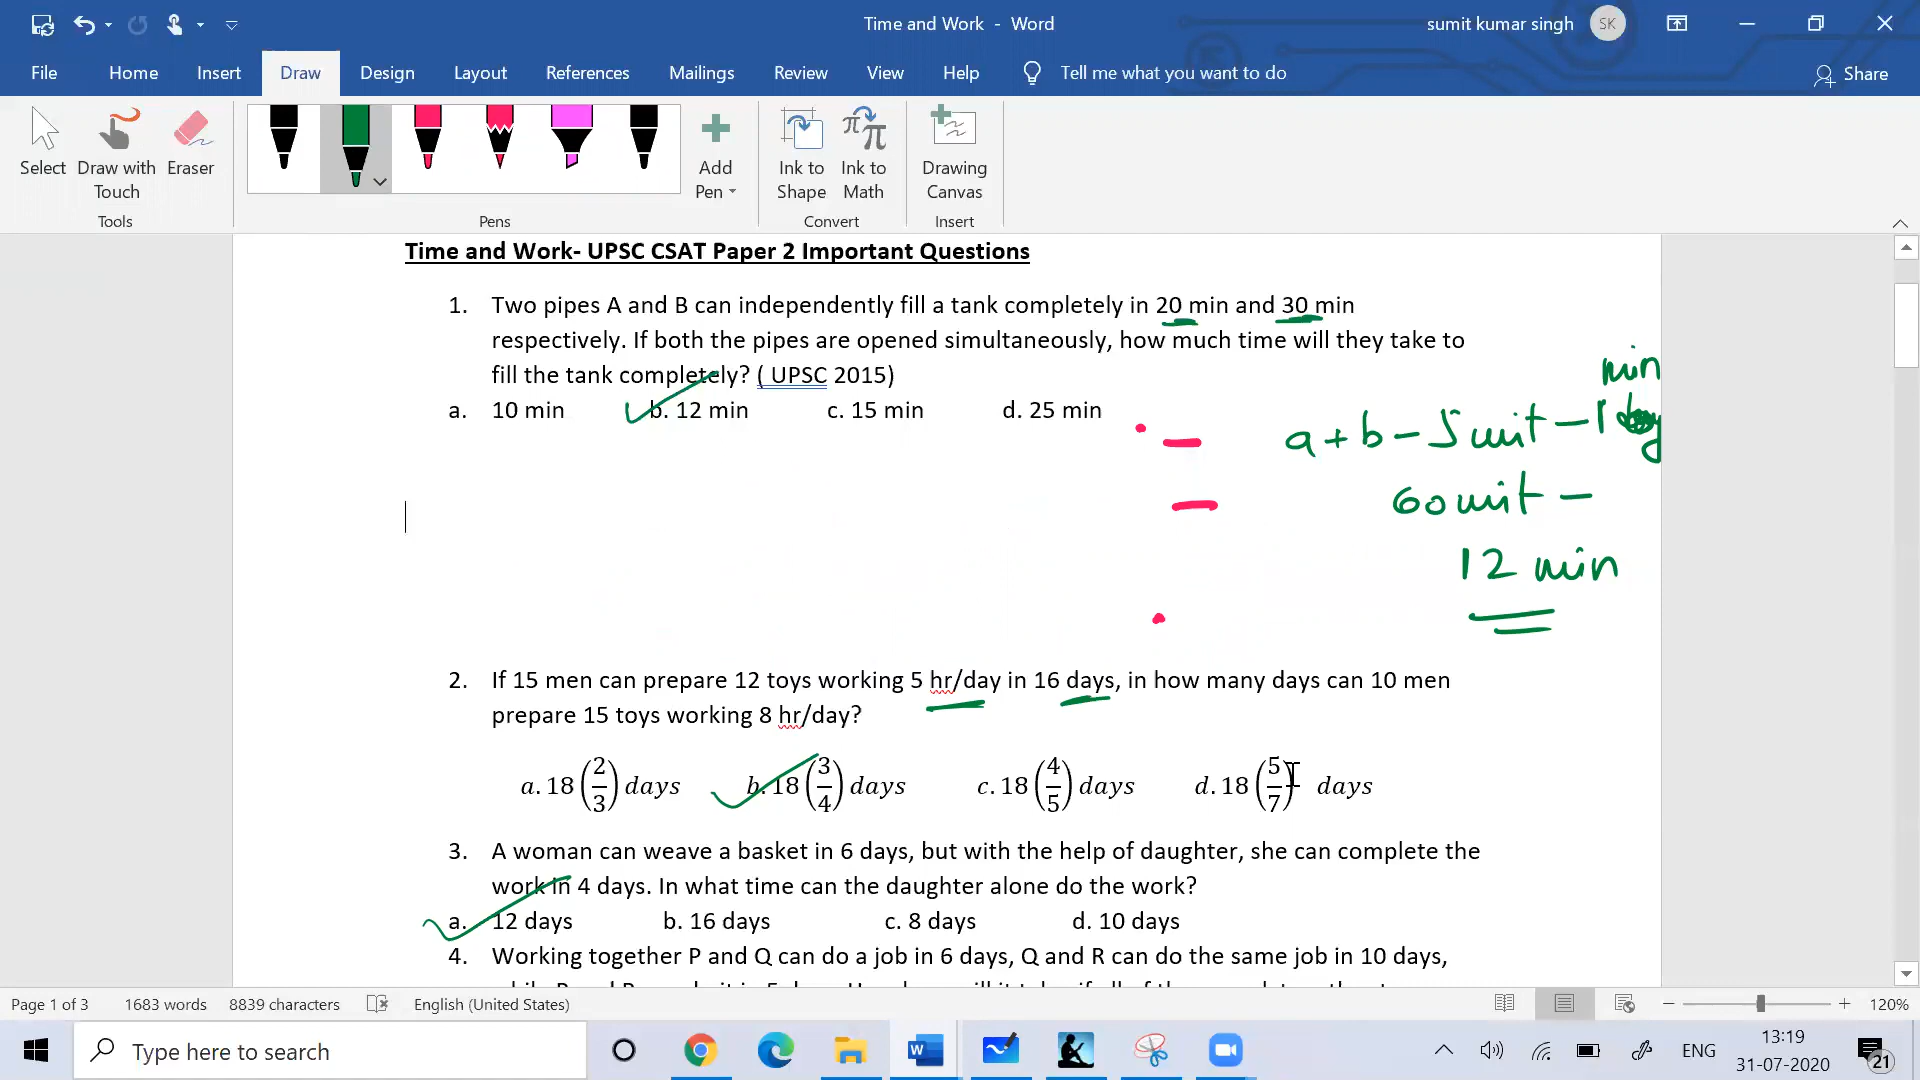 Time and Work - Word
sumit kumar singh
SK
File Home Insert Draw Design Layout References Mailings Review View Help Tell me what you want to do
Share
Select
Draw with Touch
Eraser
Tools
Pens
Add Pen
Ink to Shape
Ink to Math
Convert
Drawing Canvas
Insert
Time and Work- UPSC CSAT Paper 2 Important Questions
1. Two pipes A and B can independently fill a tank completely in 20 min and 30 min
respectively. If both the pipes are opened simultaneously, how much time will they take to
fill the tank completely? ( UPSC 2015)
a. 10 min b. 12 min c. 15 min d. 25 min
min
a + b – 5 unit – 1
60 unit –
12 min
2. If 15 men can prepare 12 toys working 5 hr/day in 16 days, in how many days can 10 men
prepare 15 toys working 8 hr/day?
a. 18 (2/3) days b. 18 (3/4) days c. 18 (4/5) days d. 18 (5/7) days
3. A woman can weave a basket in 6 days, but with the help of daughter, she can complete the
work in 4 days. In what time can the daughter alone do the work?
a. 12 days b. 16 days c. 8 days d. 10 days
4. Working together P and Q can do a job in 6 days, Q and R can do the same job in 10 days,
Page 1 of 3 1683 words 8839 characters English (United States) 120%
Type here to search
ENG
13:19
31-07-2020
21